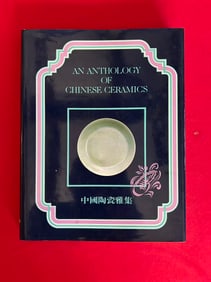 AN ANTHOLOGY
OF
CHINESE CERAMICS
中國陶瓷雅集